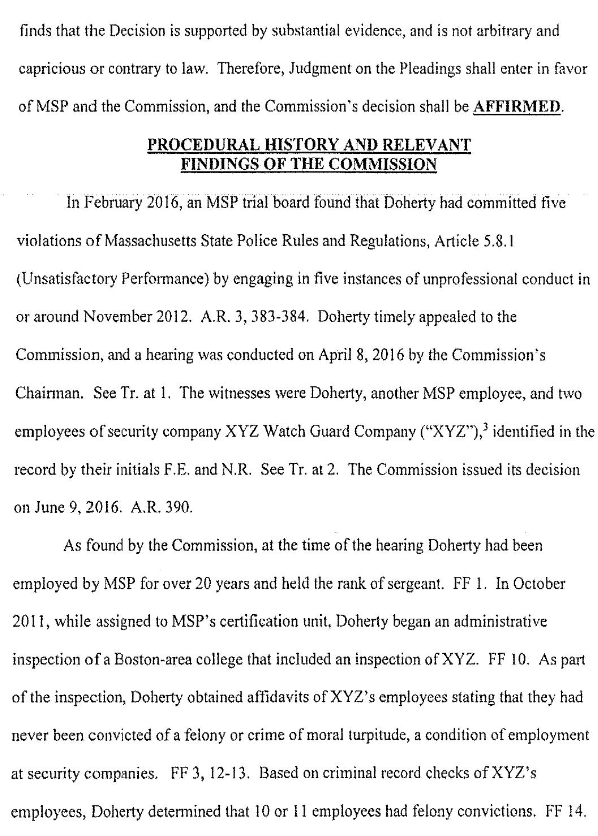 finds that the Decision is supported by substantial evidence, and is not arbitrary and
capricious or contrary to law. Therefore, Judgment on the Pleadings shall enter in favor
of MSP and the Commission, and the Commission's decision shall be AFFIRMED.
PROCEDURAL HISTORY AND RELEVANT
FINDINGS OF THE COMMISSION
In February 2016, an MSP trial board found that Doherty had committed five
violations of Massachusetts State Police Rules and Regulations, Article 5.8.1
(Unsatisfactory Performance) by engaging in five instances of unprofessional conduct in
or around November 2012. A.R. 3, 383-384. Doherty timely appealed to the
Commission, and a hearing was conducted on April 8, 2016 by the Commission's
Chairman. See Tr. at 1. The witnesses were Doherty, another MSP employee, and two
employees of security company XYZ Watch Guard Company ("XYZ"),³ identified in the
record by their initials F.E. and N.R. See Tr. at 2. The Commission issued its decision
on June 9, 2016. A.R. 390.
As found by the Commission, at the time of the hearing Doherty had been
employed by MSP for over 20 years and held the rank of sergeant. FF 1. In October
2011, while assigned to MSP's certification unit, Doherty began an administrative
inspection of a Boston-area college that included an inspection of XYZ. FF 10. As part
of the inspection, Doherty obtained affidavits of XYZ's employees stating that they had
never been convicted of a felony or crime of moral turpitude, a condition of employment
at security companies. FF 3, 12-13. Based on criminal record checks of XYZ's
employees, Doherty determined that 10 or 11 employees had felony convictions. FF 14.